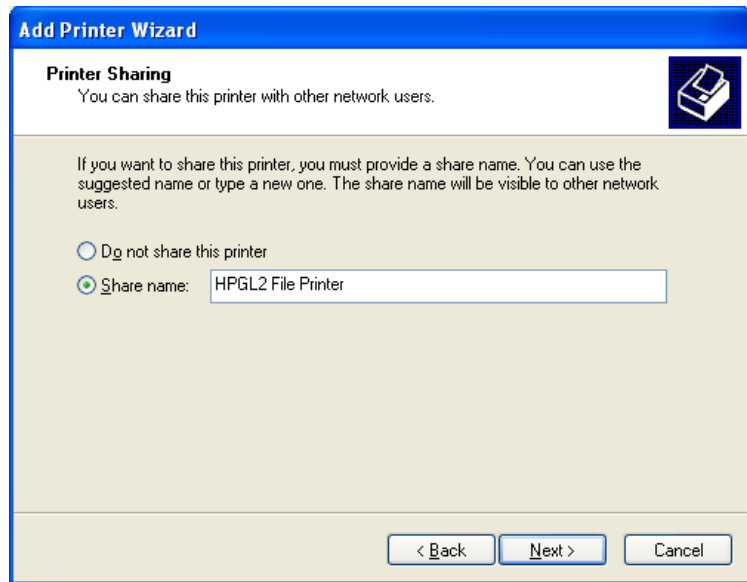 Add Printer Wizard
Printer Sharing
You can share this printer with other network users.
If you want to share this printer, you must provide a share name. You can use the
suggested name or type a new one. The share name will be visible to other network
users.
Do not share this printer
Share name: HPGL2 File Printer
< Back Next > Cancel